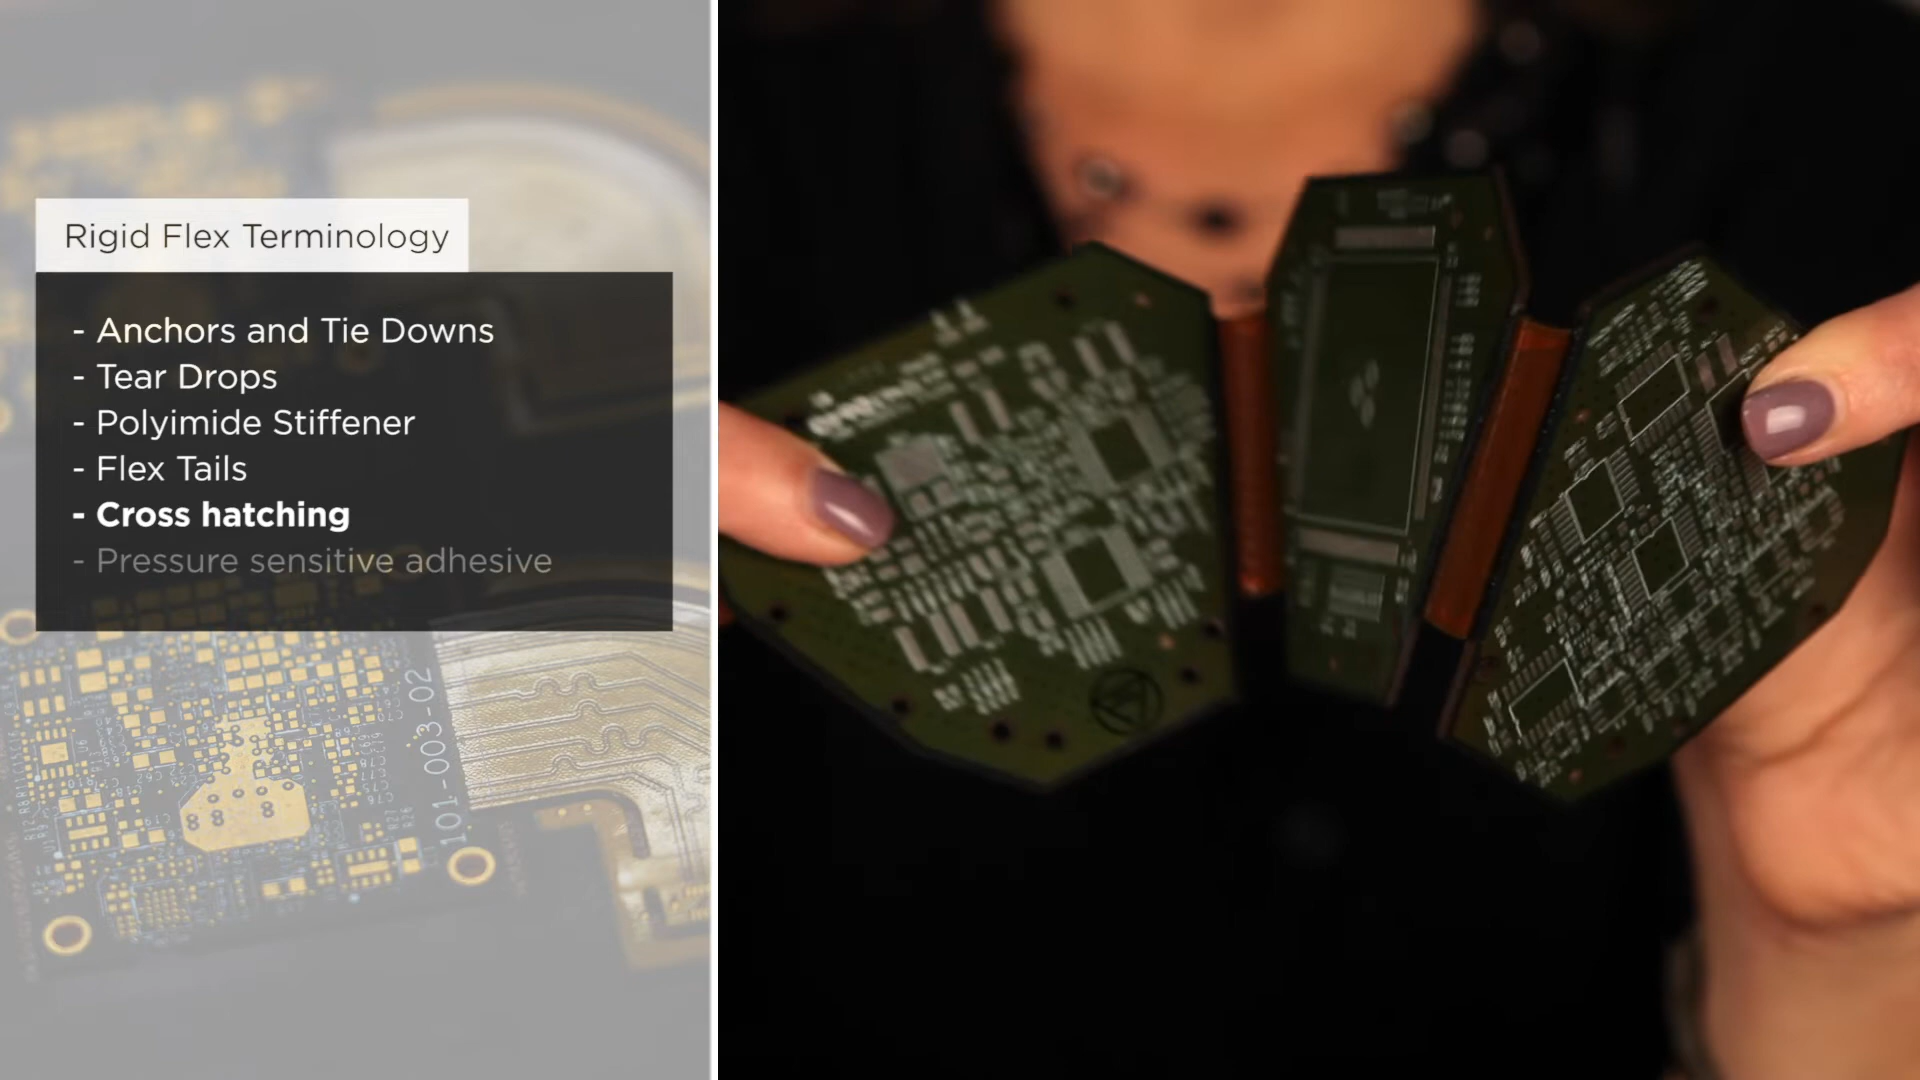 Rigid Flex Terminology
- Anchors and Tie Downs
- Tear Drops
- Polyimide Stiffener
- Flex Tails
- Cross hatching
- Pressure sensitive adhesive
101-003-02